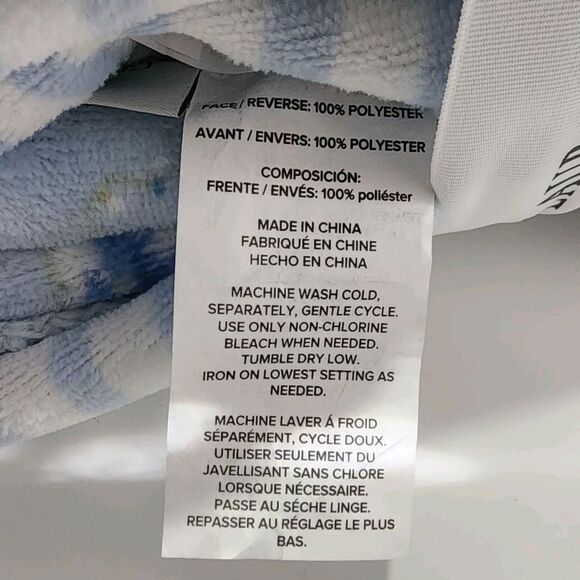 FACE / REVERSE: 100% POLYESTER
AVANT / ENVERS: 100% POLYESTER
COMPOSICIÓN:
FRENTE / ENVÉS: 100% poliéster
MADE IN CHINA
FABRIQUÉ EN CHINE
HECHO EN CHINA
MACHINE WASH COLD,
SEPARATELY, GENTLE CYCLE.
USE ONLY NON-CHLORINE
BLEACH WHEN NEEDED.
TUMBLE DRY LOW.
IRON ON LOWEST SETTING AS
NEEDED.
MACHINE LAVER Á FROID
SÉPARÉMENT, CYCLE DOUX.
UTILISER SEULEMENT DU
JAVELLISANT SANS CHLORE
LORSQUE NÉCESSAIRE.
PASSE AU SÉCHE LINGE.
REPASSER AU RÉGLAGE LE PLUS
BAS.